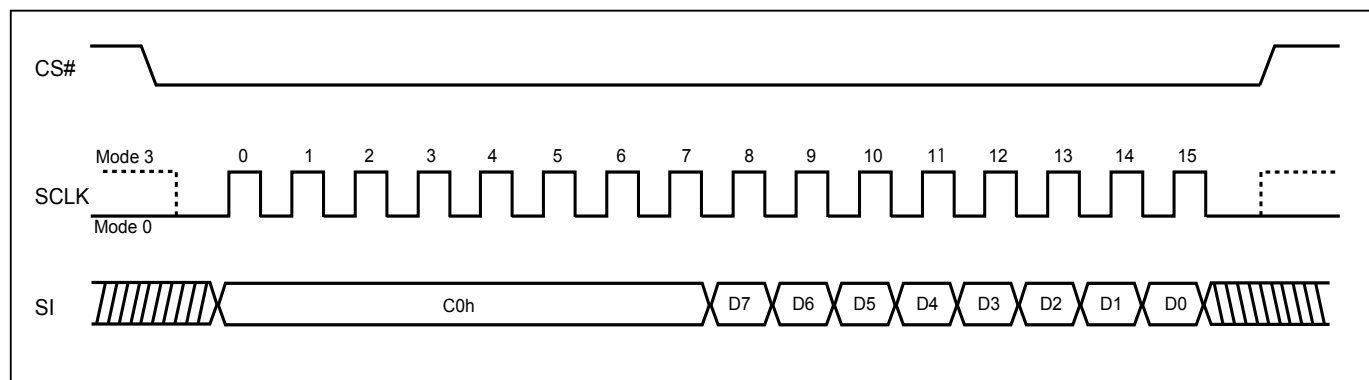 CS#
Mode 3
0 1 2 3 4 5 6 7 8 9 10 11 12 13 14 15
SCLK
Mode 0
SI
C0h D7 D6 D5 D4 D3 D2 D1 D0